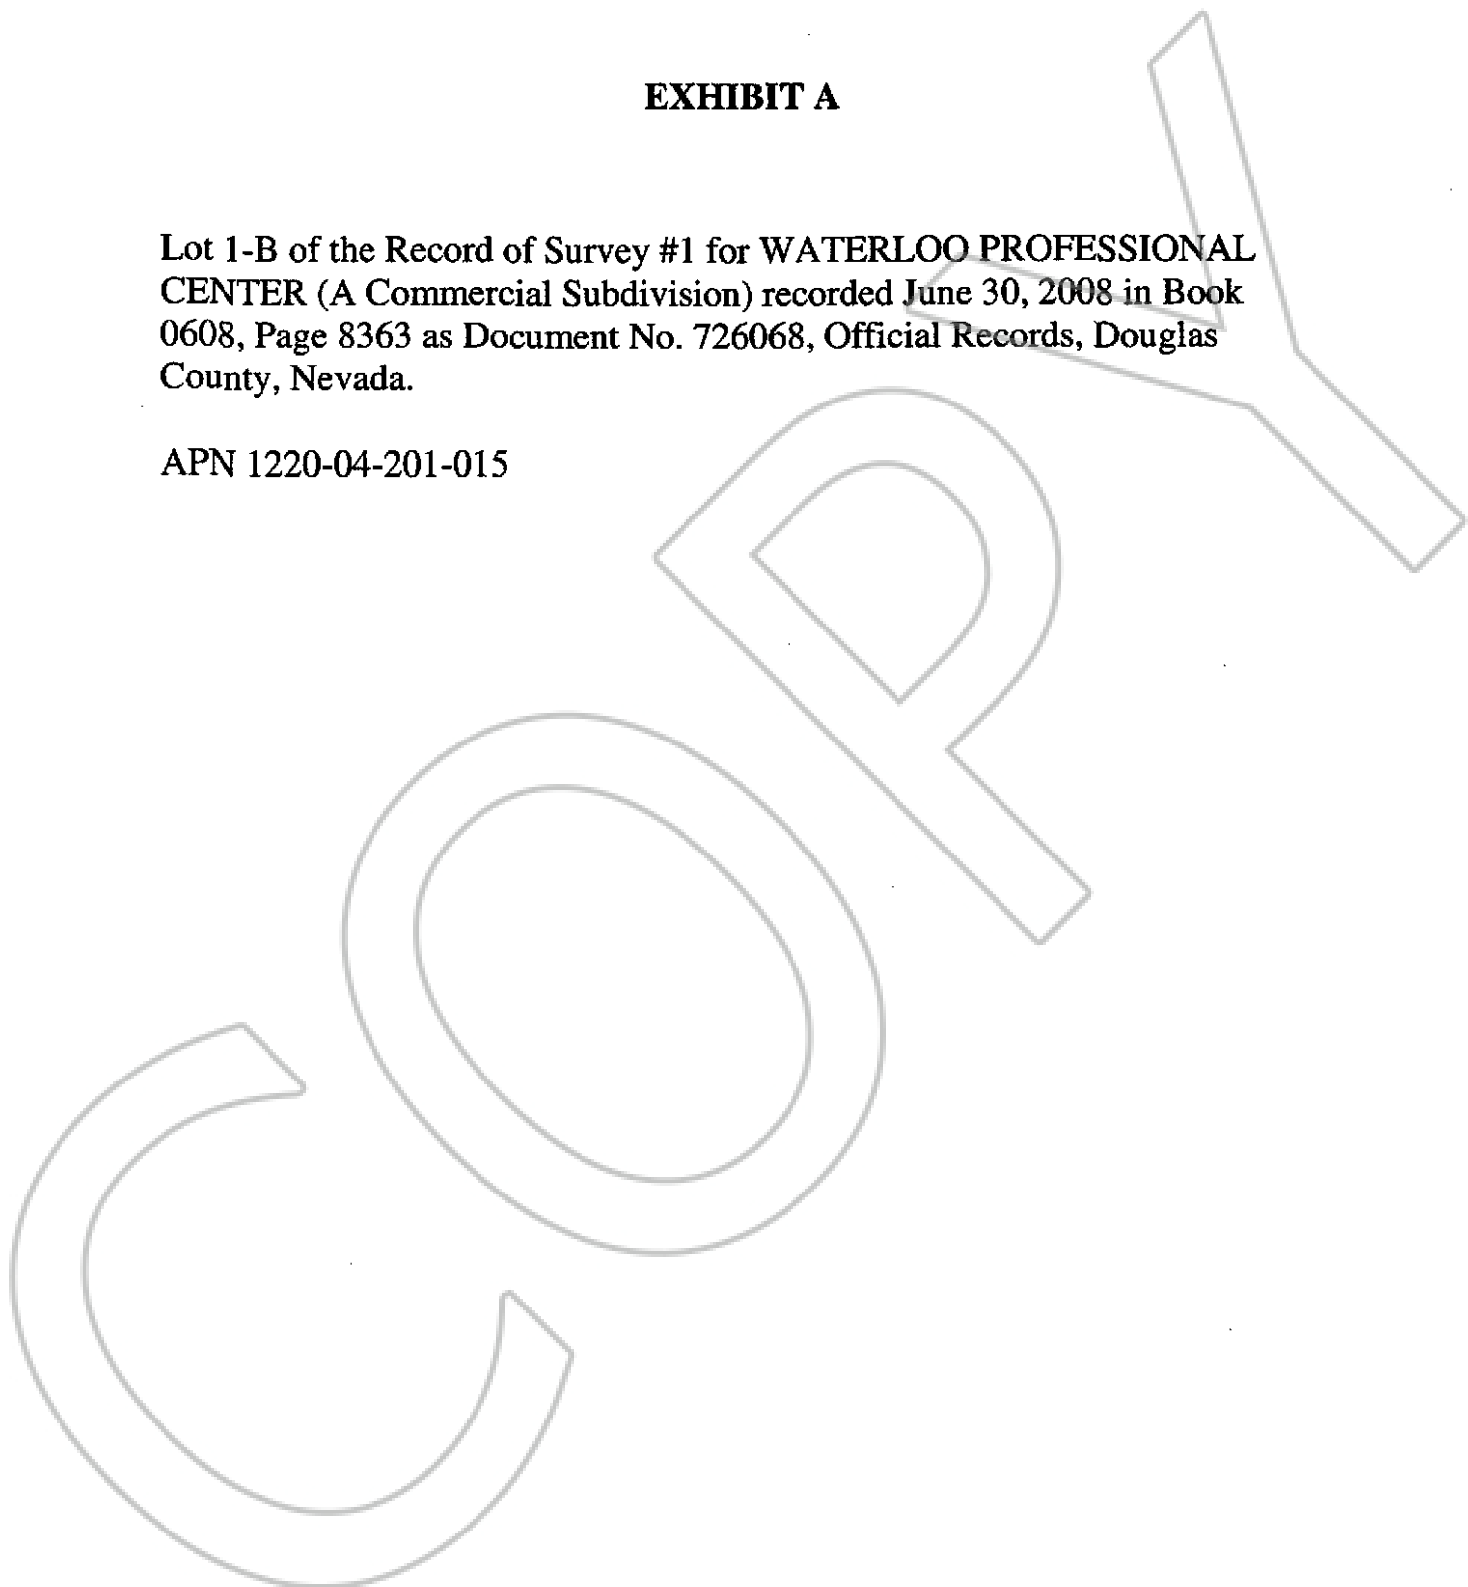 EXHIBIT A
Lot 1-B of the Record of Survey #1 for WATERLOO PROFESSIONAL
CENTER (A Commercial Subdivision) recorded June 30, 2008 in Book
0608, Page 8363 as Document No. 726068, Official Records, Douglas
County, Nevada.
APN 1220-04-201-015
COPY